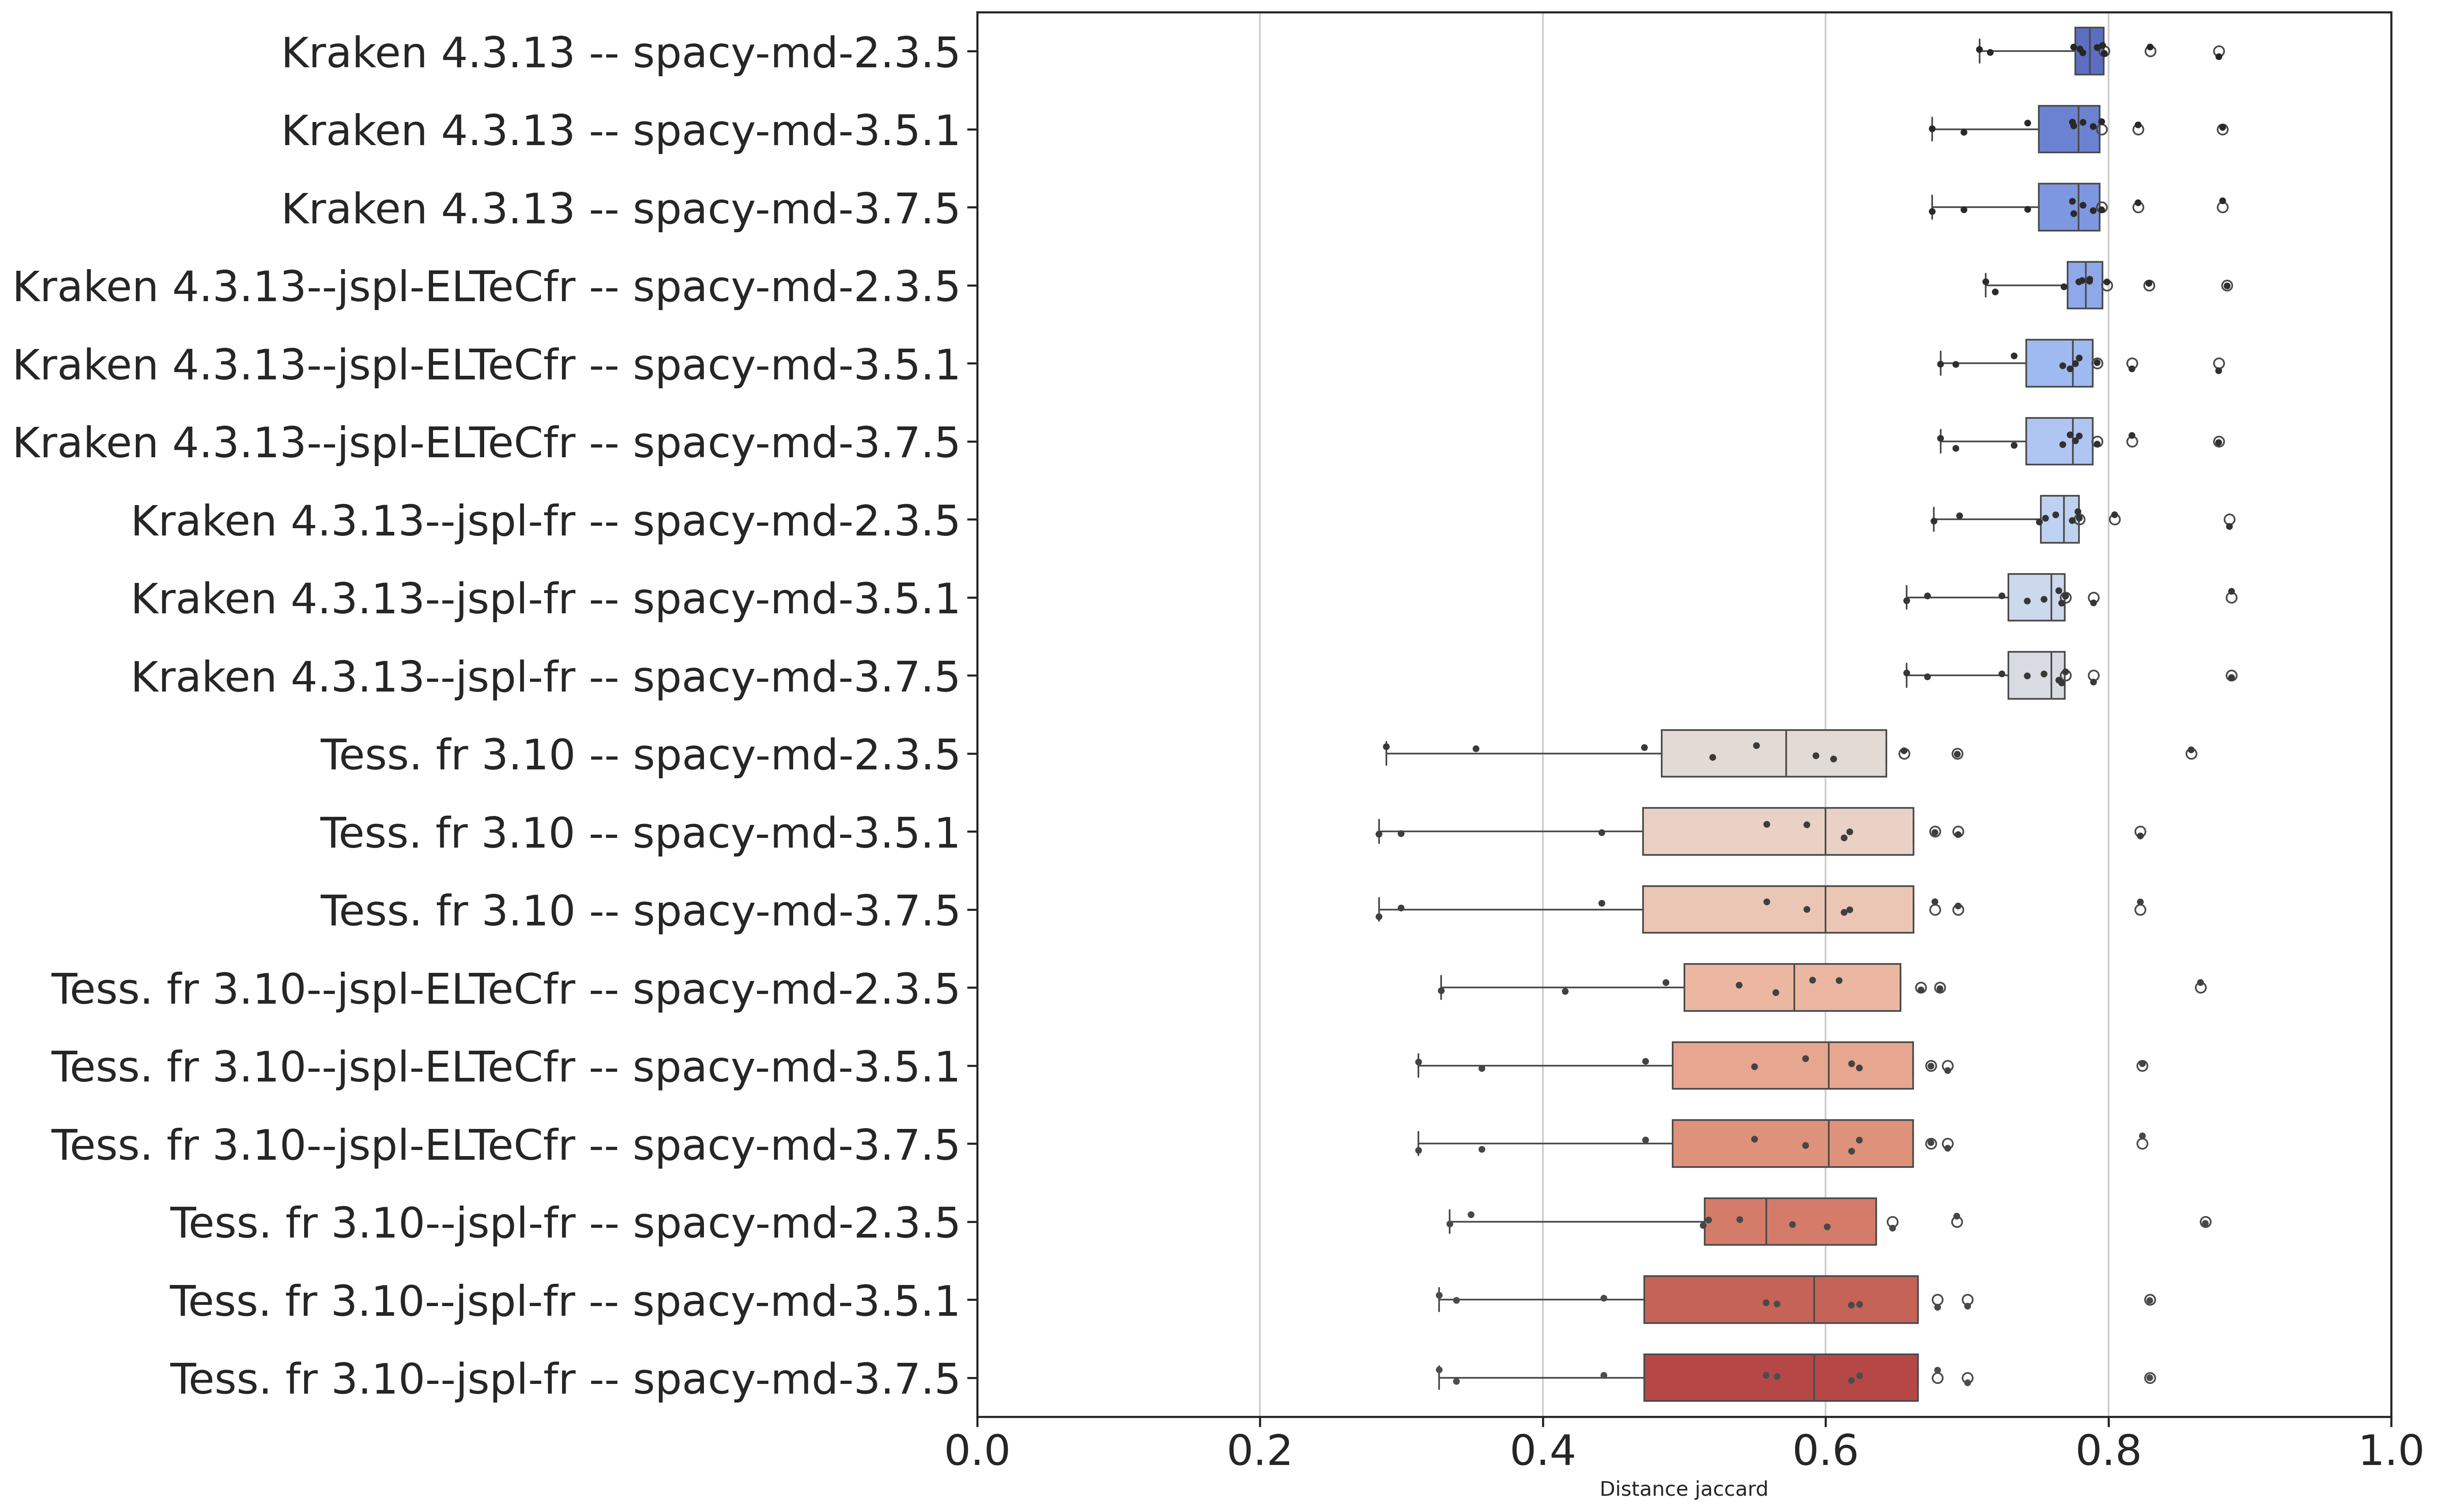 Kraken 4.3.13 -- spacy-md-2.3.5
Kraken 4.3.13 -- spacy-md-3.5.1
Kraken 4.3.13 -- spacy-md-3.7.5
Kraken 4.3.13--jspl-ELTeCfr -- spacy-md-2.3.5
Kraken 4.3.13--jspl-ELTeCfr -- spacy-md-3.5.1
Kraken 4.3.13--jspl-ELTeCfr -- spacy-md-3.7.5
Kraken 4.3.13--jspl-fr -- spacy-md-2.3.5
Kraken 4.3.13--jspl-fr -- spacy-md-3.5.1
Kraken 4.3.13--jspl-fr -- spacy-md-3.7.5
Tess. fr 3.10 -- spacy-md-2.3.5
Tess. fr 3.10 -- spacy-md-3.5.1
Tess. fr 3.10 -- spacy-md-3.7.5
Tess. fr 3.10--jspl-ELTeCfr -- spacy-md-2.3.5
Tess. fr 3.10--jspl-ELTeCfr -- spacy-md-3.5.1
Tess. fr 3.10--jspl-ELTeCfr -- spacy-md-3.7.5
Tess. fr 3.10--jspl-fr -- spacy-md-2.3.5
Tess. fr 3.10--jspl-fr -- spacy-md-3.5.1
Tess. fr 3.10--jspl-fr -- spacy-md-3.7.5
0.0 0.2 0.4 0.6 0.8 1.0
Distance jaccard